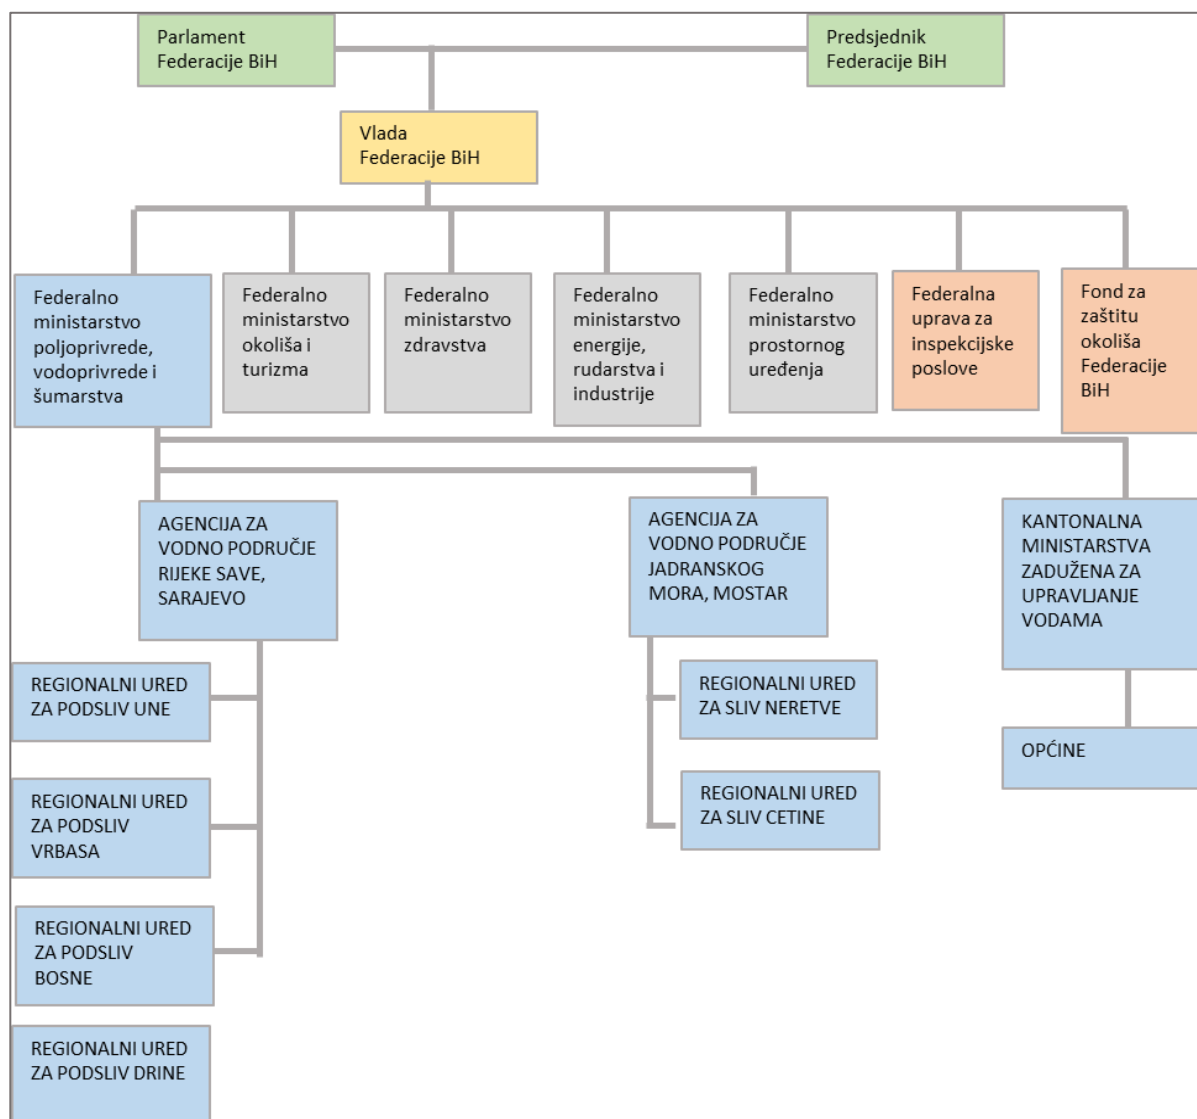 Parlament
Federacije BiH
Predsjednik
Federacije BiH
Vlada
Federacije BiH
Federalno
ministarstvo
poljoprivrede,
vodoprivrede i
šumarstva
Federalno
ministarstvo
okoliša i
turizma
Federalno
ministarstvo
zdravstva
Federalno
ministarstvo
energije,
rudarstva i
industrije
Federalno
ministarstvo
prostornog
uređenja
Federalna
uprava za
inspekcijske
poslove
Fond za
zaštitu
okoliša
Federacije
BiH
AGENCIJA ZA
VODNO PODRUČJE
RIJEKE SAVE,
SARAJEVO
AGENCIJA ZA
VODNO PODRUČJE
JADRANSKOG
MORA, MOSTAR
KANTONALNA
MINISTARSTVA
ZADUŽENA ZA
UPRAVLJANJE
VODAMA
REGIONALNI URED
ZA PODSLIV UNE
REGIONALNI URED
ZA SLIV NERETVE
OPĆINE
REGIONALNI URED
ZA PODSLIV
VRBASA
REGIONALNI URED
ZA SLIV CETINE
REGIONALNI URED
ZA PODSLIV
BOSNE
REGIONALNI URED
ZA PODSLIV DRINE